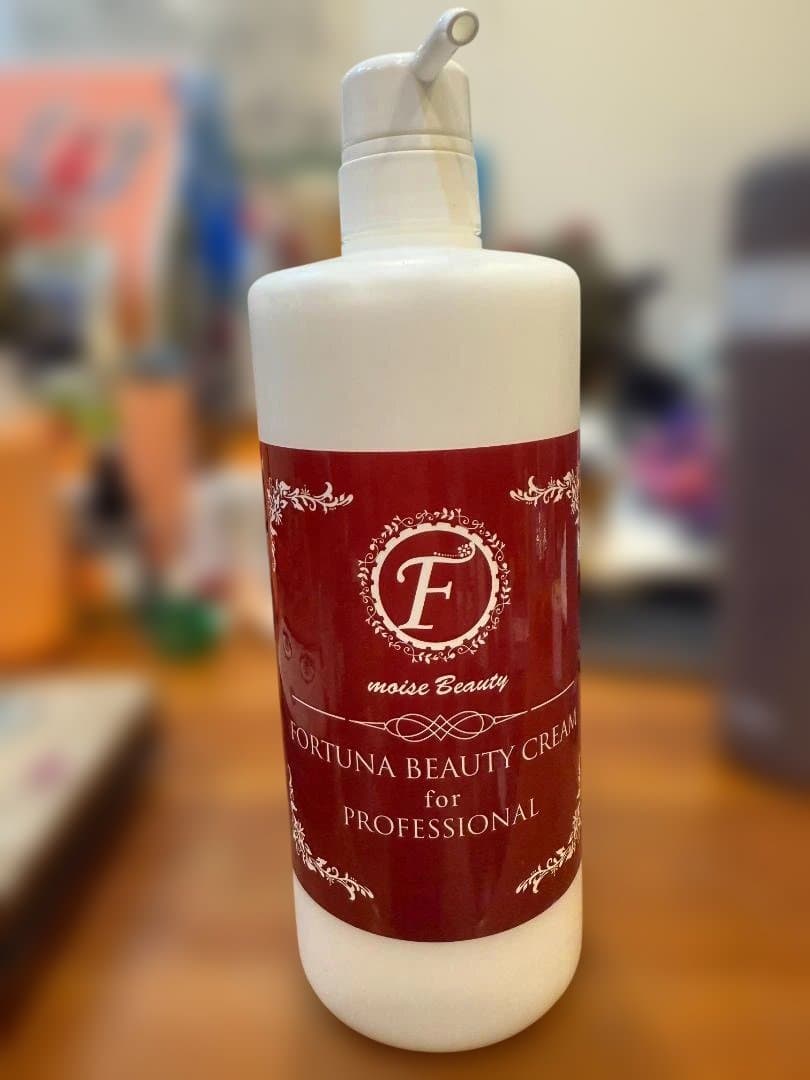 F
moise Beauty
FORTUNA BEAUTY CREAM
for
PROFESSIONAL